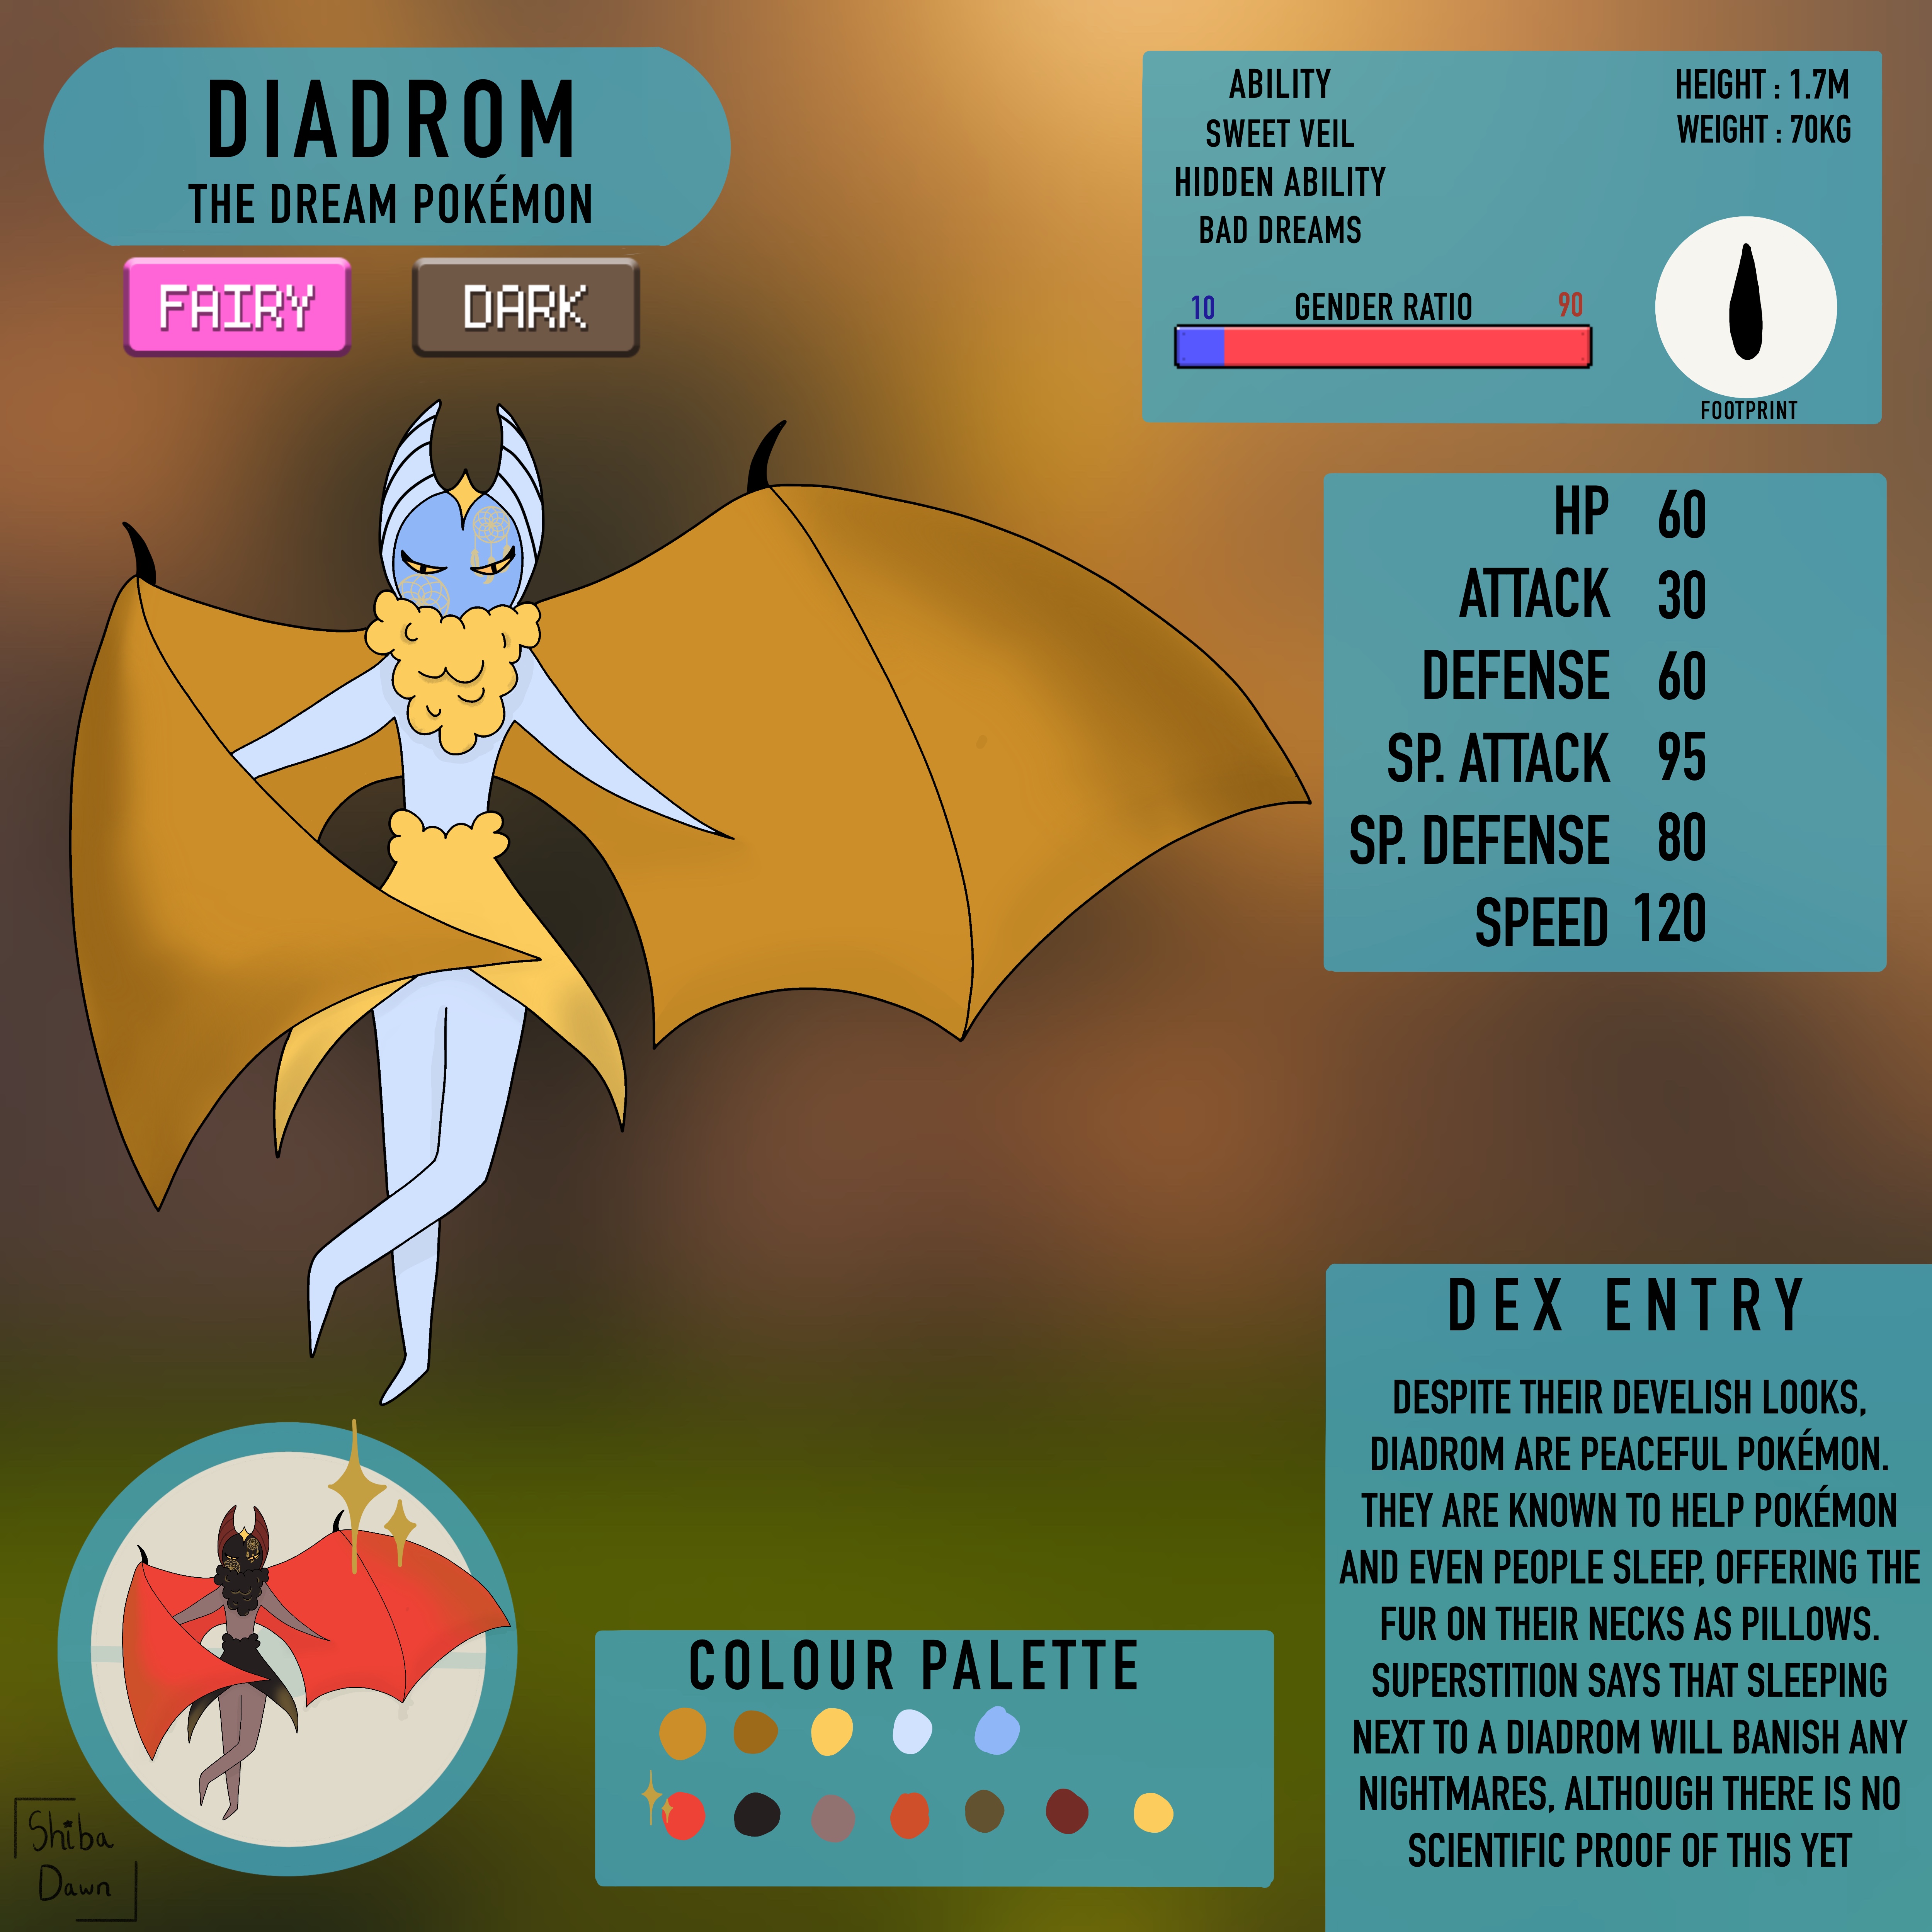 DIADROM
THE DREAM POKÉMON
FAIRY
DARK
ABILITY
SWEET VEIL
HIDDEN ABILITY
BAD DREAMS
HEIGHT : 1.7M
WEIGHT : 70KG
10 GENDER RATIO 90
FOOTPRINT
HP 60
ATTACK 30
DEFENSE 60
SP. ATTACK 95
SP. DEFENSE 80
SPEED 120
DEX ENTRY
DESPITE THEIR DEVELISH LOOKS,
DIADROM ARE PEACEFUL POKÉMON.
THEY ARE KNOWN TO HELP POKÉMON
AND EVEN PEOPLE SLEEP, OFFERING THE
FUR ON THEIR NECKS AS PILLOWS.
SUPERSTITION SAYS THAT SLEEPING
NEXT TO A DIADROM WILL BANISH ANY
NIGHTMARES, ALTHOUGH THERE IS NO
SCIENTIFIC PROOF OF THIS YET
COLOUR PALETTE
Shiba
Dawn